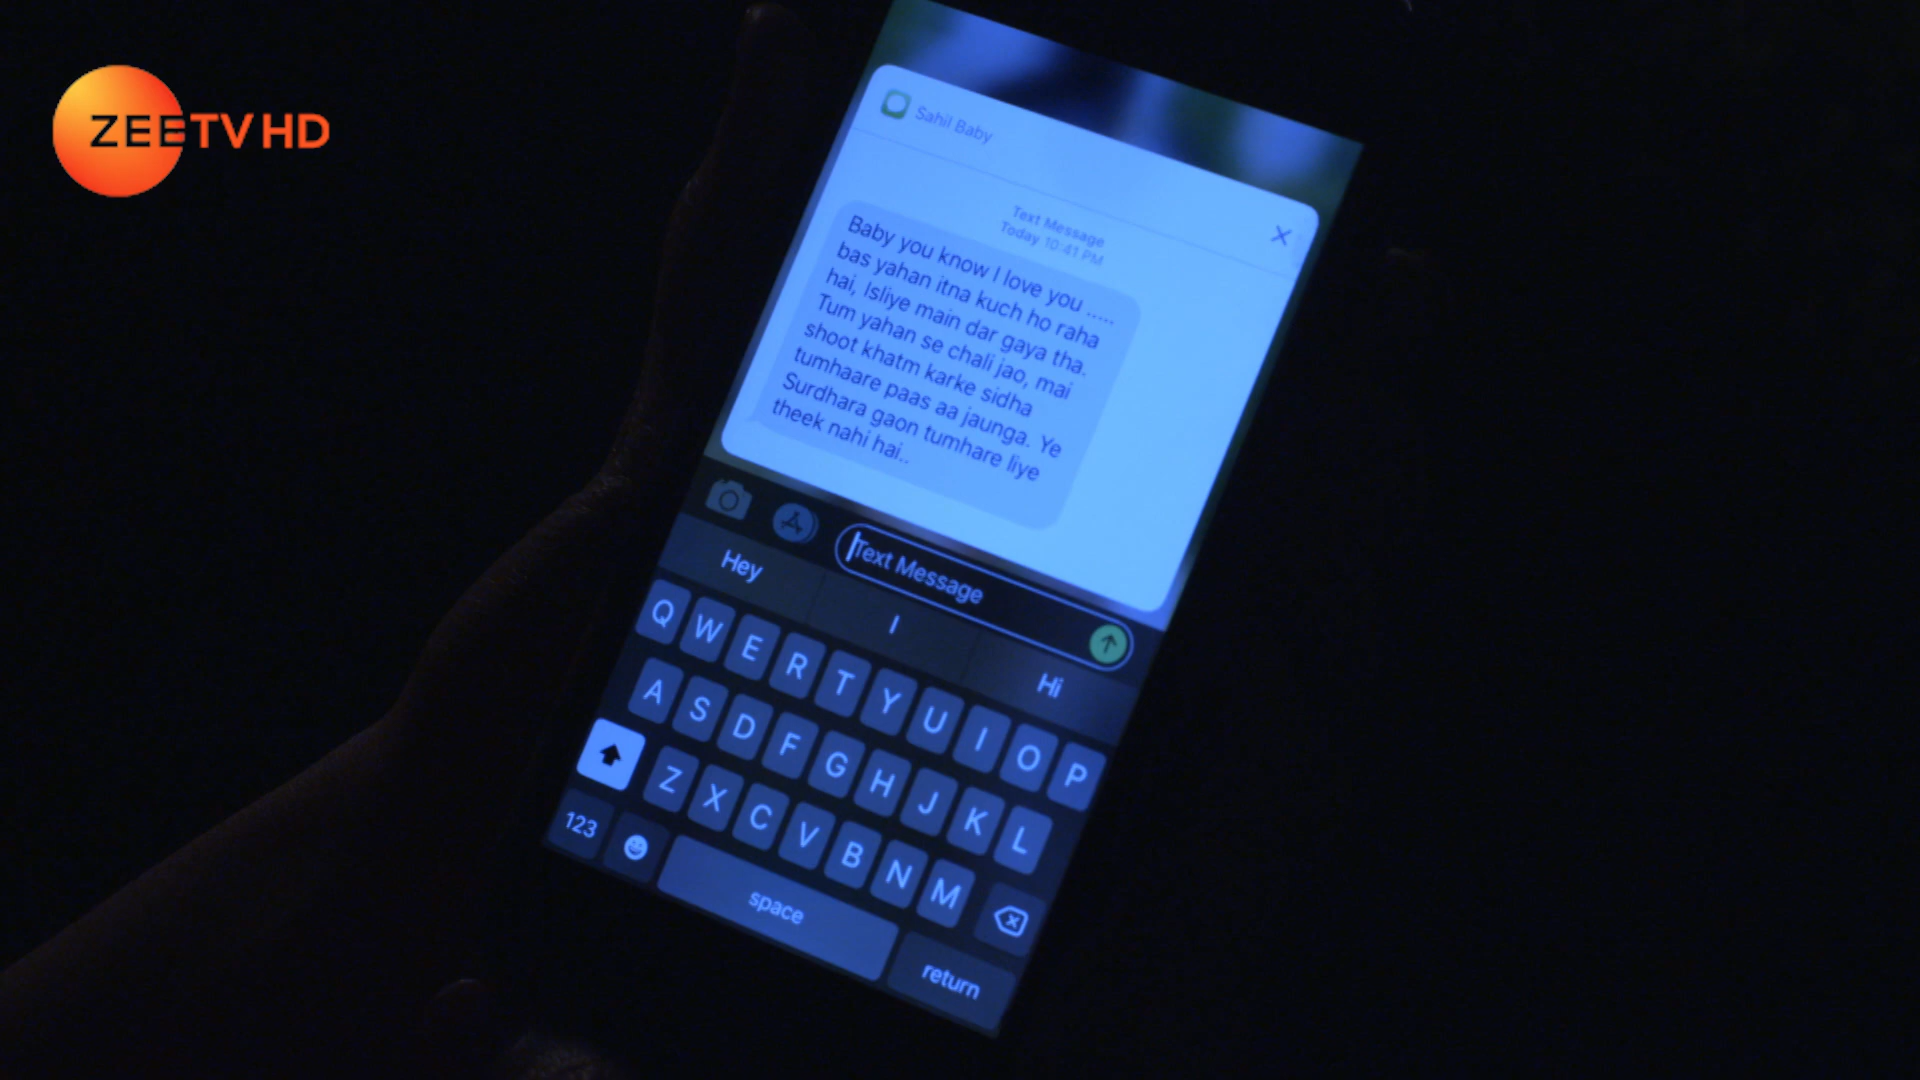 ZEE TV HD
Sahil Baby
Text Message
Today 10:41 PM
Baby you know I love you .....
bas yahan itna kuch ho raha
hai, Isliye main dar gaya tha.
Tum yahan se chali jao, mai
shoot khatm karke sidha
tumhaare paas aa jaunga. Ye
Surdhara gaon tumhare liye
theek nahi hai..
Text Message
Hey I Hi
Q W E R T Y U I O P
A S D F G H J K L
Z X C V B N M
123 space return